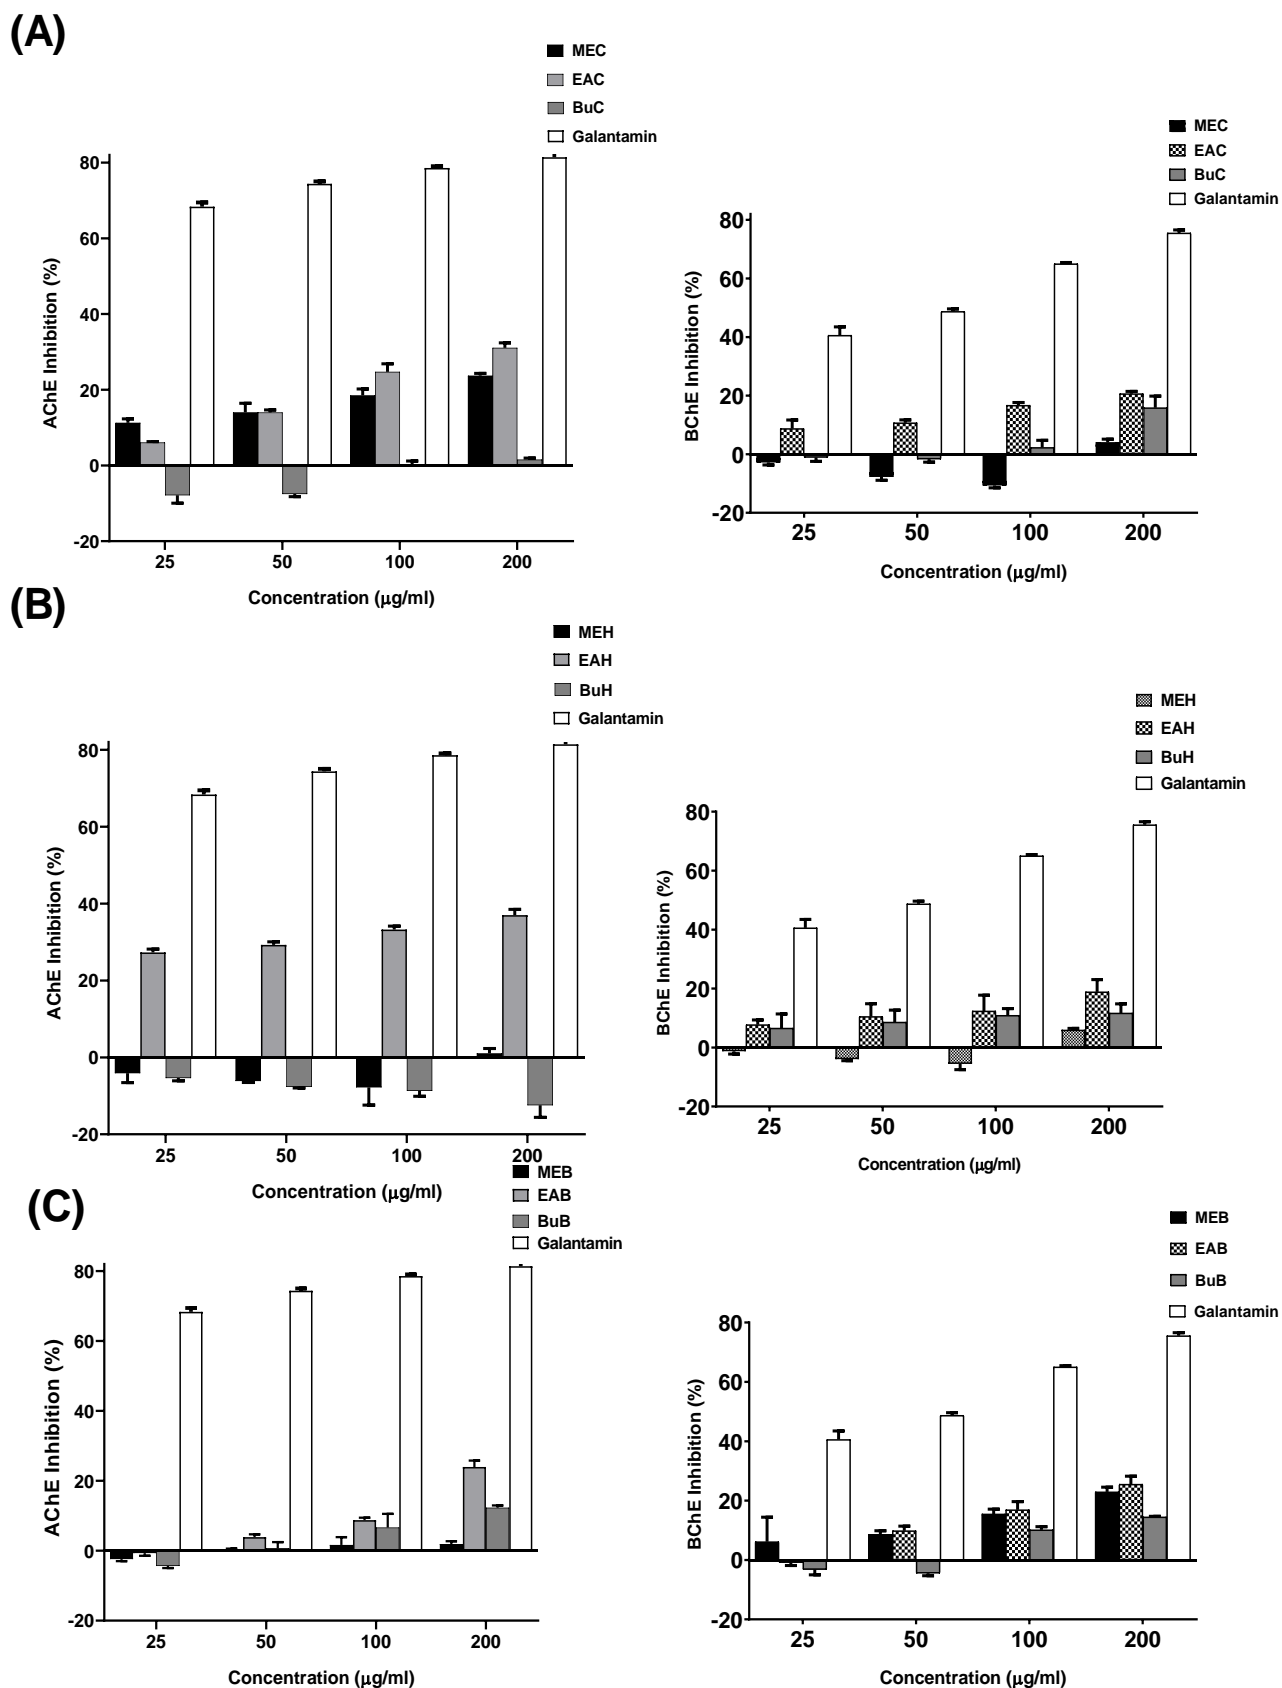 (A)
MEC
EAC
BuC
Galantamin
AChE Inhibition (%)
80
60
40
20
0
-20
25 50 100 200
Concentration (μg/ml)
MEC
EAC
BuC
Galantamin
BChE Inhibition (%)
80
60
40
20
0
-20
25 50 100 200
Concentration (μg/ml)
(B)
MEH
EAH
BuH
Galantamin
AChE Inhibition (%)
80
60
40
20
0
-20
25 50 100 200
Concentration (μg/ml)
MEH
EAH
BuH
Galantamin
BChE Inhibition (%)
80
60
40
20
0
-20
25 50 100 200
Concentration (μg/ml)
(C)
MEB
EAB
BuB
Galantamin
AChE Inhibition (%)
80
60
40
20
0
-20
25 50 100 200
Concentration (μg/ml)
MEB
EAB
BuB
Galantamin
BChE Inhibition (%)
80
60
40
20
0
-20
25 50 100 200
Concentration (μg/ml)